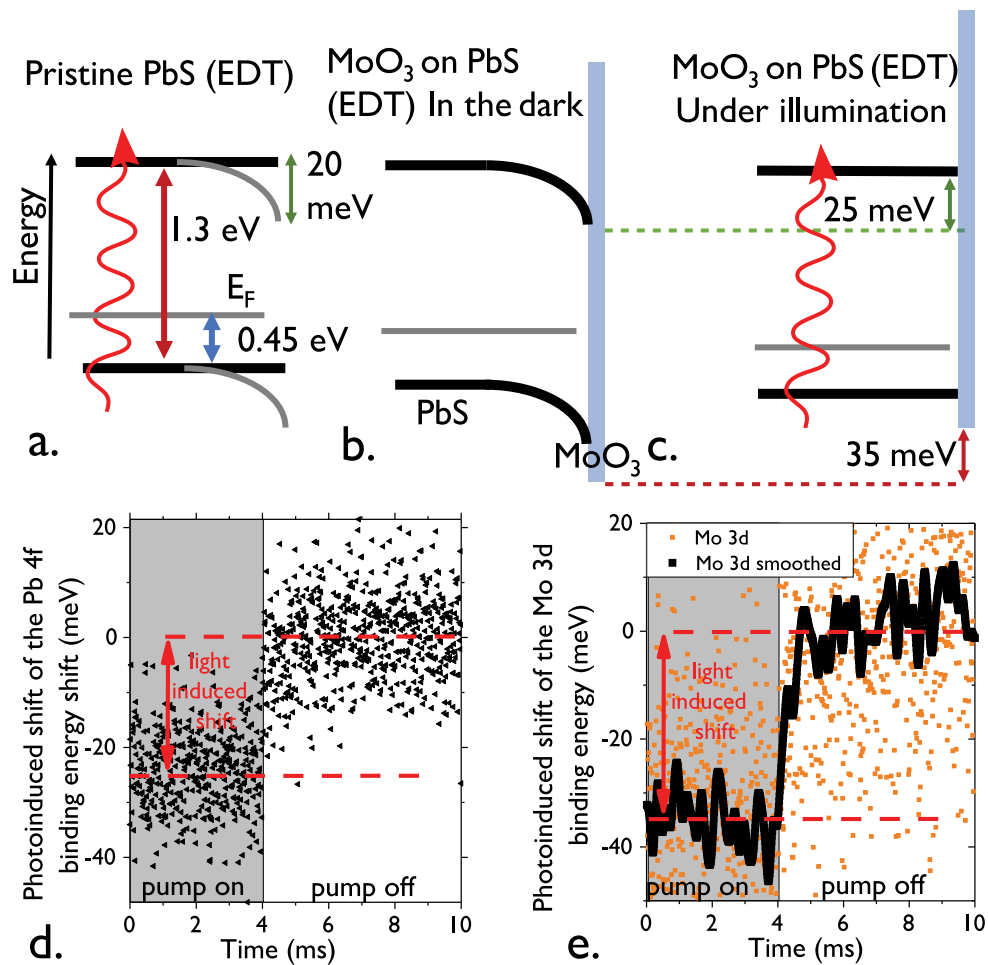 Pristine PbS (EDT)
20
meV
1.3 eV
Energy
E_F
0.45 eV
a.
MoO₃ on PbS
(EDT) In the dark
PbS
MoO₃
b.
MoO₃ on PbS (EDT)
Under illumination
25 meV
35 meV
c.
Photoinduced shift of the Pb 4f
binding energy shift (meV)
20
0
-20
-40
light
induced
shift
pump on
pump off
0 2 4 6 8 10
Time (ms)
d.
Photoinduced shift of the Mo 3d
binding energy (meV)
20
0
-20
-40
Mo 3d
Mo 3d smoothed
light
induced
shift
pump on
pump off
0 2 4 6 8 10
Time (ms)
e.